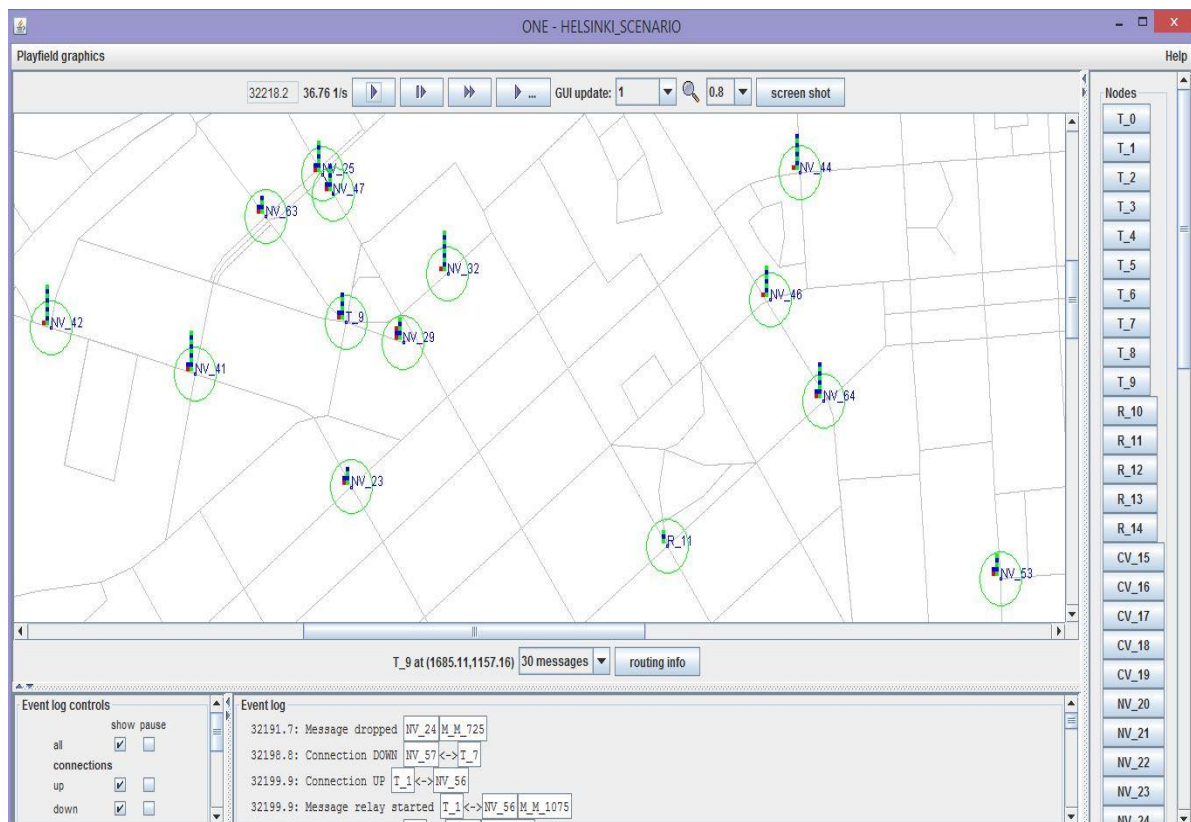 ONE - HELSINKI_SCENARIO
Playfield graphics Help
32218.2 36.76 1/s ... GUI update: 1 0.8 screen shot
NV_25
NV_44
NV_47
NV_63
NV_32
NV_46
NV_42
T_9
NV_29
NV_41
NV_64
NV_23
R_11
NV_53
T_9 at (1685.11,1157.16) 30 messages routing info
Event log controls
show pause
all
connections
up
down
Event log
32191.7: Message dropped NV_24 M_M_725
32198.8: Connection DOWN NV_57 <-> T_7
32199.9: Connection UP T_1 <-> NV_56
32199.9: Message relay started T_1 <-> NV_56 M_M_1075
Nodes
T_0
T_1
T_2
T_3
T_4
T_5
T_6
T_7
T_8
T_9
R_10
R_11
R_12
R_13
R_14
CV_15
CV_16
CV_17
CV_18
CV_19
NV_20
NV_21
NV_22
NV_23
NV_24